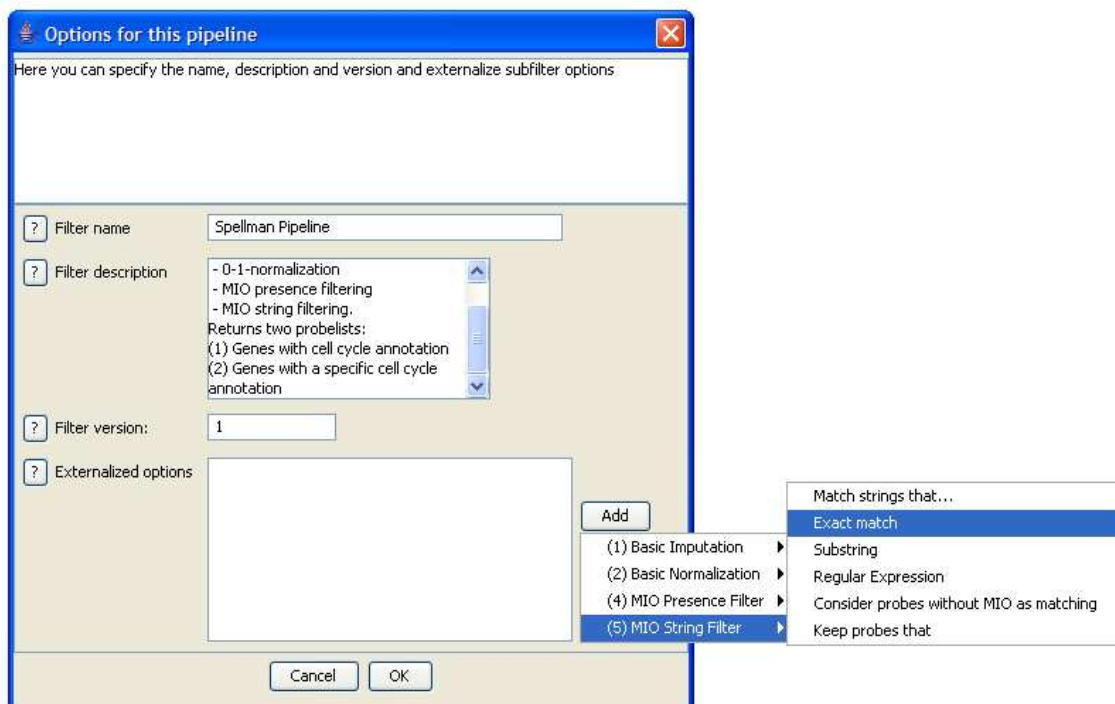 Options for this pipeline
Here you can specify the name, description and version and externalize subfilter options
? Filter name
Spellman Pipeline
? Filter description
- 0-1-normalization
- MIO presence filtering
- MIO string filtering.
Returns two probelists:
(1) Genes with cell cycle annotation
(2) Genes with a specific cell cycle
annotation
? Filter version:
1
? Externalized options
Add
(1) Basic Imputation
(2) Basic Normalization
(4) MIO Presence Filter
(5) MIO String Filter
Match strings that...
Exact match
Substring
Regular Expression
Consider probes without MIO as matching
Keep probes that
Cancel
OK